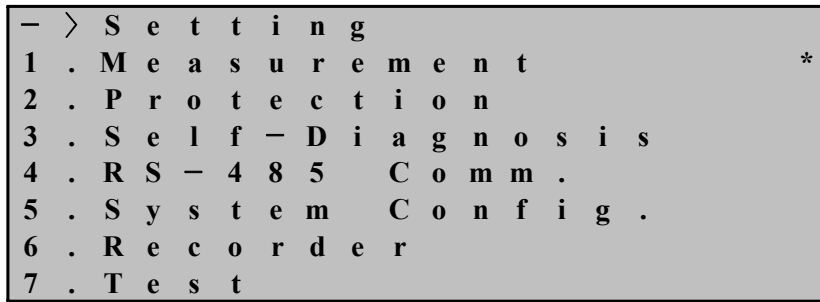 -> Setting
1.Measurement *
2.Protection
3.Self-Diagnosis
4.RS-485 Comm.
5.System Config.
6.Recorder
7.Test